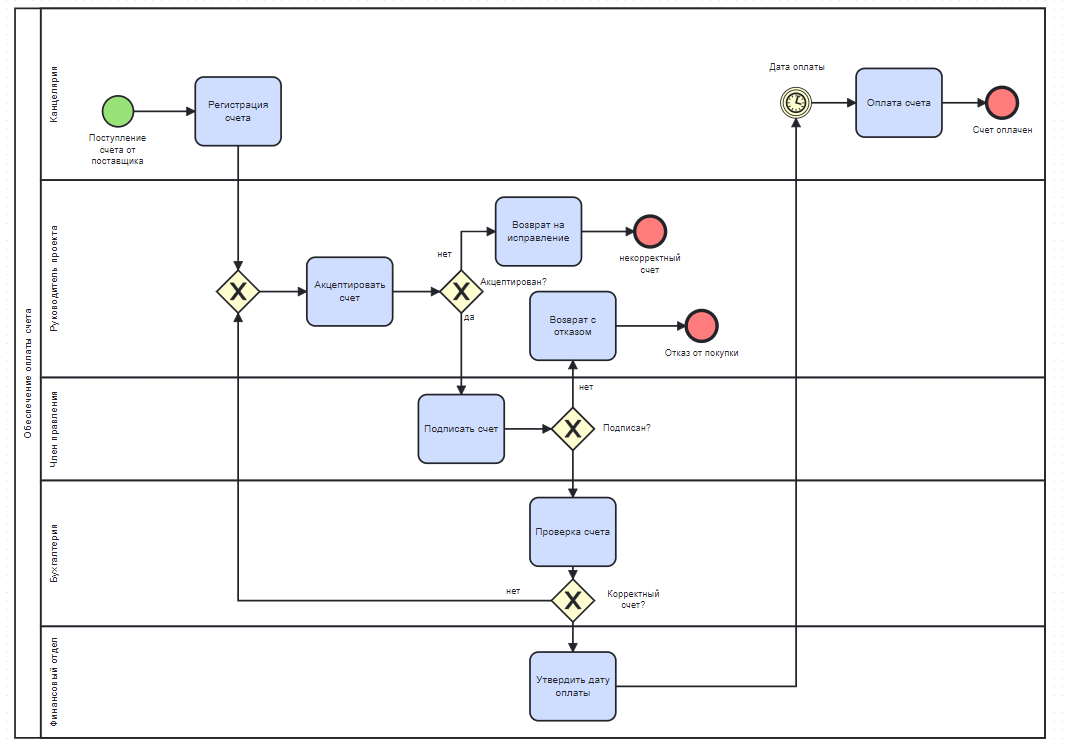 Обеспечение оплаты счета
Канцелярия
Поступление
счета от
поставщика
Регистрация
счета
Дата оплаты
Оплата счета
Счет оплачен
Руководитель проекта
Акцептировать
счет
нет
Акцептирован?
да
Возврат на
исправление
некорректный
счет
Возврат с
отказом
Отказ от покупки
Член правления
Подписать счет
нет
Подписан?
Бухгалтерия
Проверка счета
нет
Корректный
счет?
Финансовый отдел
Утвердить дату
оплаты